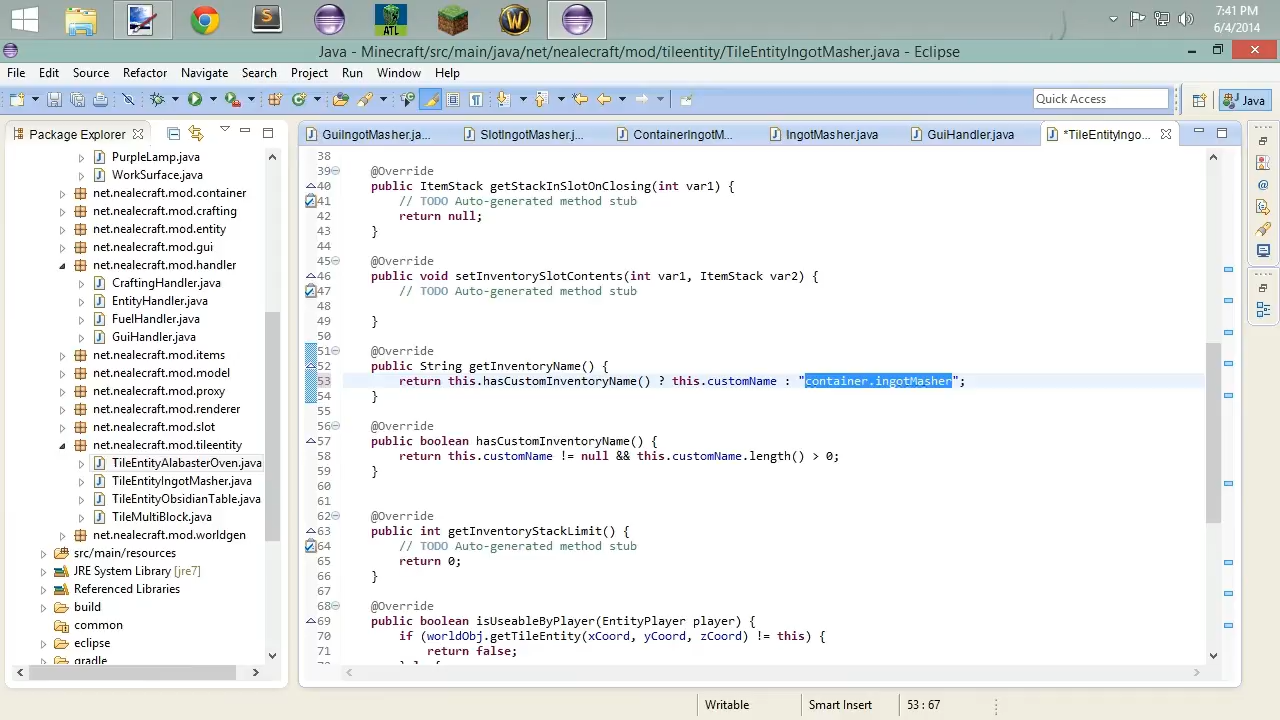 7:41 PM
6/4/2014
ATL
Java - Minecraft/src/main/java/net/nealecraft/mod/tileentity/TileEntityIngotMasher.java - Eclipse
File Edit Source Refactor Navigate Search Project Run Window Help
Quick Access
Java
Package Explorer
PurpleLamp.java
WorkSurface.java
net.nealecraft.mod.container
net.nealecraft.mod.crafting
net.nealecraft.mod.entity
net.nealecraft.mod.gui
net.nealecraft.mod.handler
CraftingHandler.java
EntityHandler.java
FuelHandler.java
GuiHandler.java
net.nealecraft.mod.items
net.nealecraft.mod.model
net.nealecraft.mod.proxy
net.nealecraft.mod.renderer
net.nealecraft.mod.slot
net.nealecraft.mod.tileentity
TileEntityAlabasterOven.java
TileEntityIngotMasher.java
TileEntityObsidianTable.java
TileMultiBlock.java
net.nealecraft.mod.worldgen
src/main/resources
JRE System Library [jre7]
Referenced Libraries
build
common
eclipse
gradle
GuiIngotMasher.ja... SlotIngotMasher.j... ContainerIngotM... IngotMasher.java GuiHandler.java *TileEntityIngo...
38
39 @Override
40 public ItemStack getStackInSlotOnClosing(int var1) {
41 // TODO Auto-generated method stub
42 return null;
43 }
44
45 @Override
46 public void setInventorySlotContents(int var1, ItemStack var2) {
47 // TODO Auto-generated method stub
48
49 }
50
51 @Override
52 public String getInventoryName() {
53 return this.hasCustomInventoryName() ? this.customName : "container.ingotMasher";
54 }
55
56 @Override
57 public boolean hasCustomInventoryName() {
58 return this.customName != null && this.customName.length() > 0;
59 }
60
61
62 @Override
63 public int getInventoryStackLimit() {
64 // TODO Auto-generated method stub
65 return 0;
66 }
67
68 @Override
69 public boolean isUseableByPlayer(EntityPlayer player) {
70 if (worldObj.getTileEntity(xCoord, yCoord, zCoord) != this) {
71 return false;
Writable Smart Insert 53 : 67